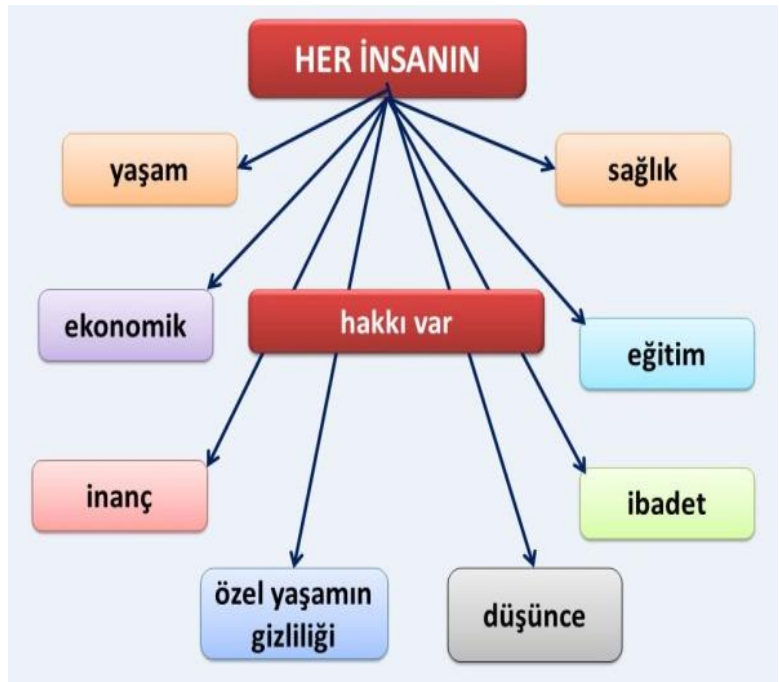 HER İNSANIN
yaşam
sağlık
ekonomik
hakkı var
eğitim
inanç
ibadet
özel yaşamın
gizliliği
düşünce